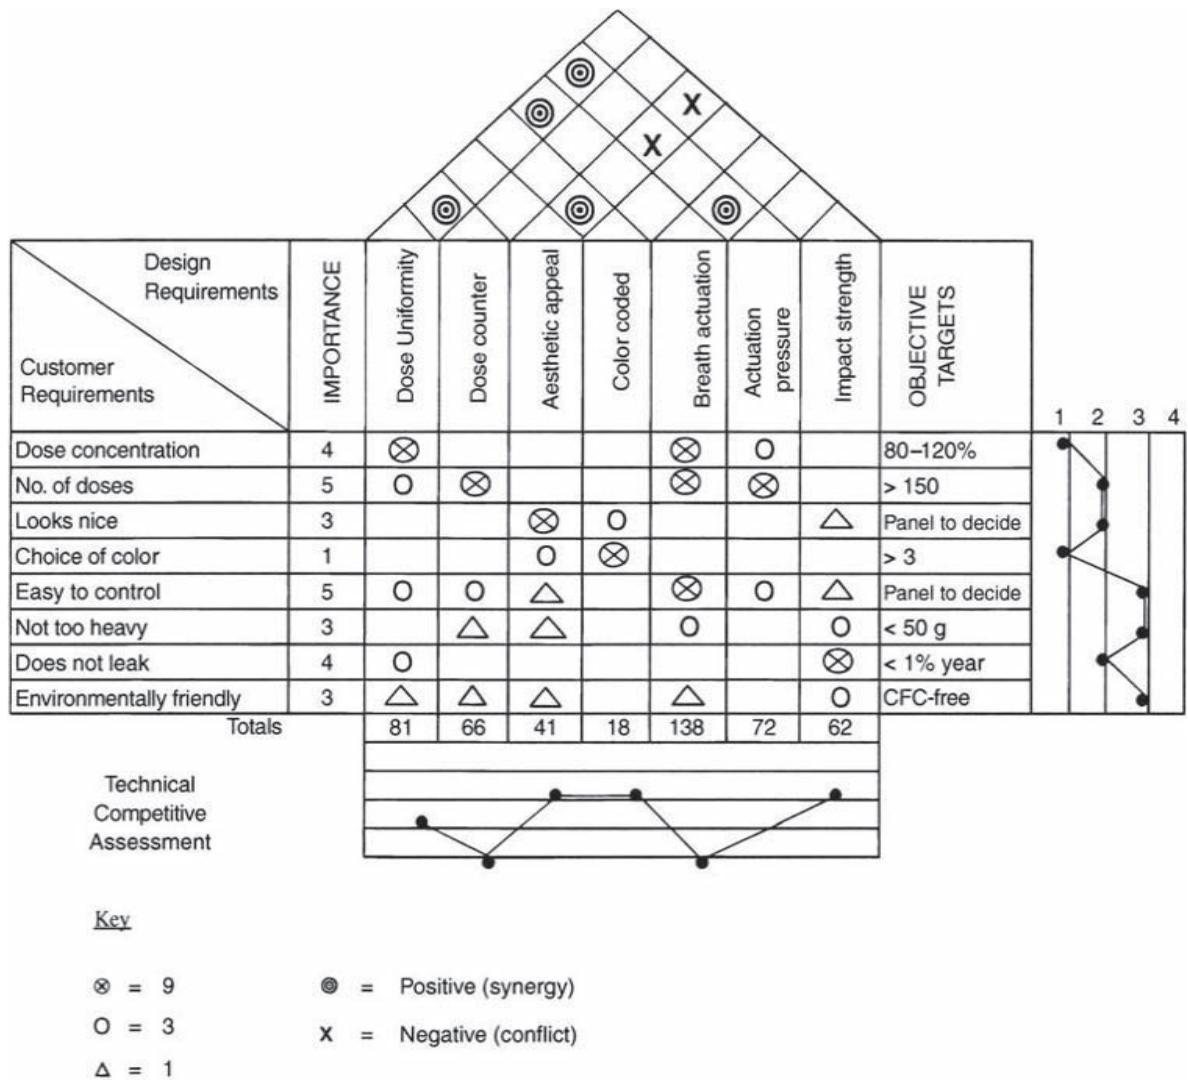 Design
Requirements
Customer
Requirements
IMPORTANCE
Dose Uniformity
Dose counter
Aesthetic appeal
Color coded
Breath actuation
Actuation
pressure
Impact strength
OBJECTIVE
TARGETS
1 2 3 4
Dose concentration 4 80–120%
No. of doses 5 > 150
Looks nice 3 Panel to decide
Choice of color 1 > 3
Easy to control 5 Panel to decide
Not too heavy 3 < 50 g
Does not leak 4 < 1% year
Environmentally friendly 3 CFC-free
Totals 81 66 41 18 138 72 62
Technical
Competitive
Assessment
Key
⊗ = 9 ◎ = Positive (synergy)
O = 3 X = Negative (conflict)
△ = 1